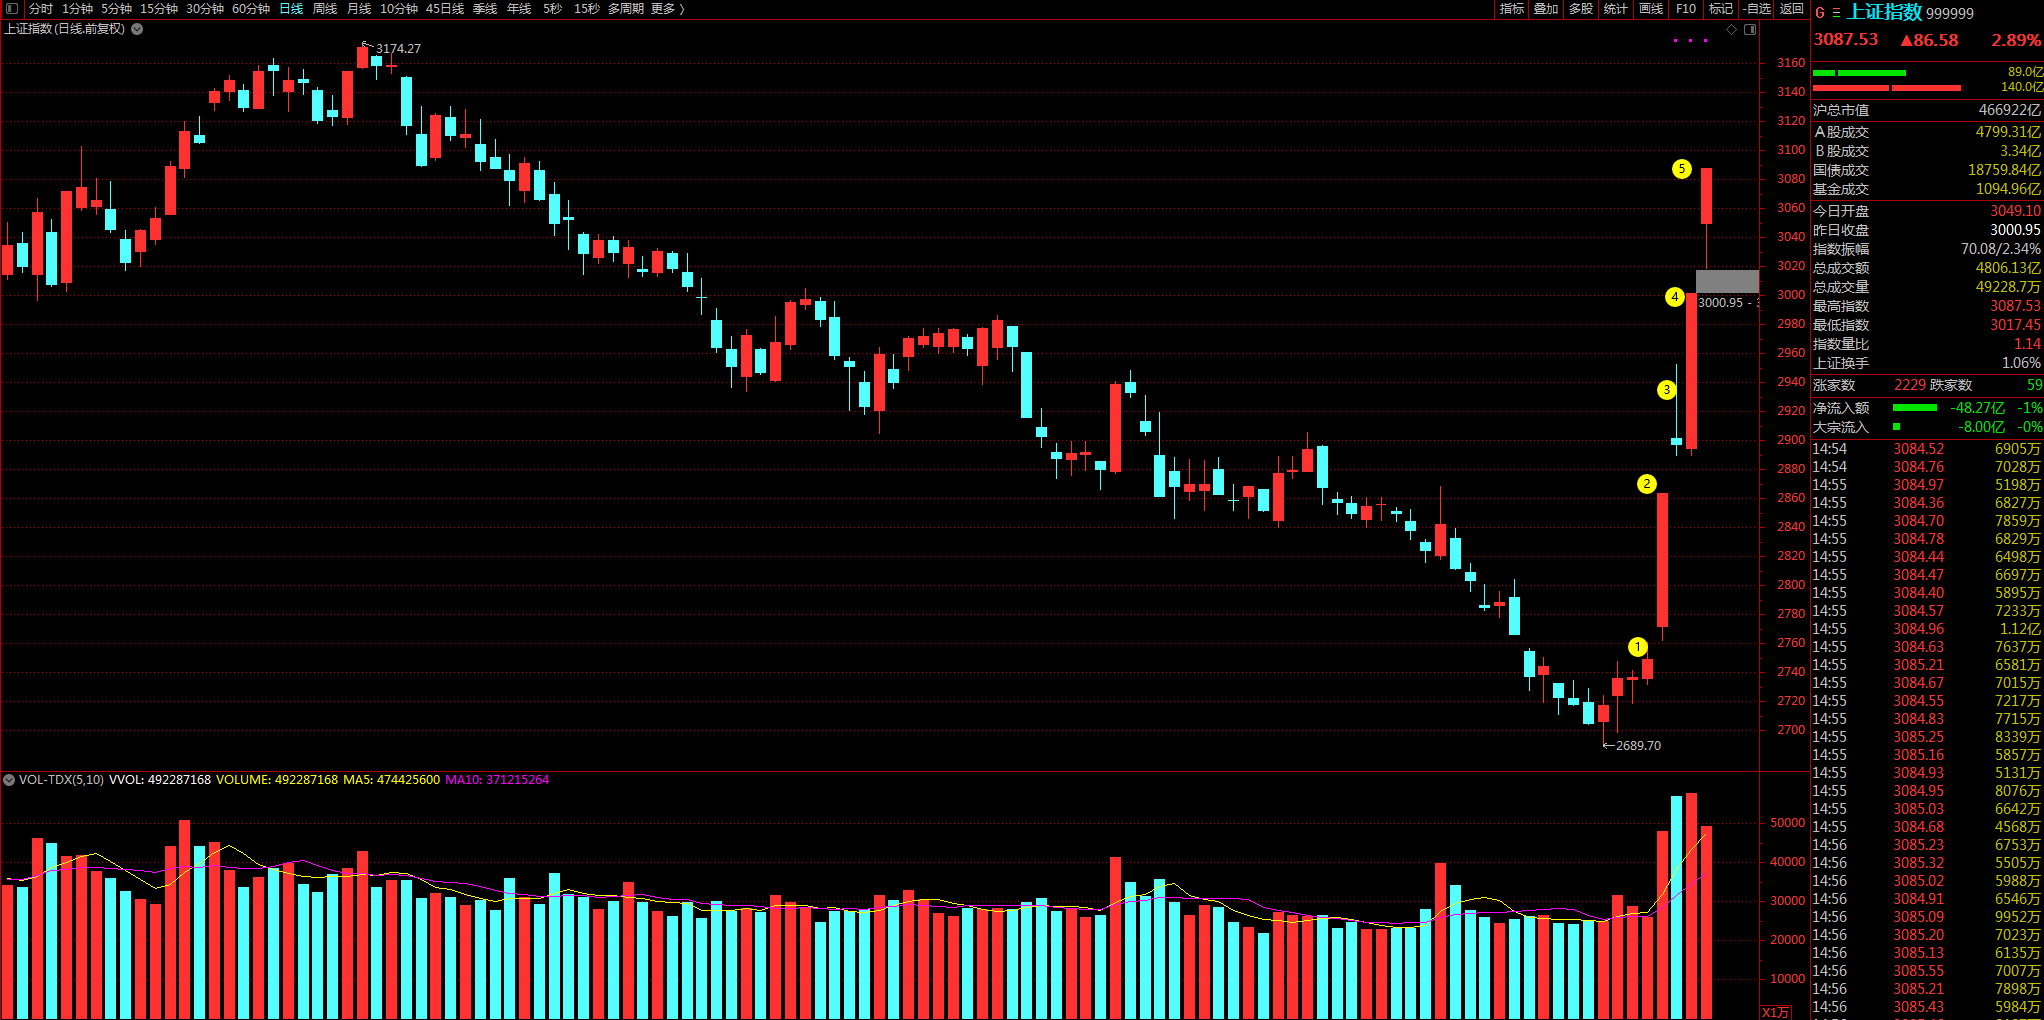 分时 1分钟 5分钟 15分钟 30分钟 60分钟 日线 周线 月线 10分钟 45日线 季线 年线 5秒 15秒 多周期 更多 〉
指标 叠加 多股 统计 画线 F10 标记 -自选 返回
上证指数(日线.前复权)
3174.27
3160
3140
3120
3100
3080
3060
3040
3020
3000
2980
2960
2940
2920
2900
2880
2860
2840
2820
2800
2780
2760
2740
2720
2700
5
4
3
2
1
3000.95 - 3
2689.70
VOL-TDX(5,10) VVOL: 492287168 VOLUME: 492287168 MA5: 474425600 MA10: 371215264
50000
40000
30000
20000
10000
X1万
G 上证指数 999999
3087.53 ▲86.58 2.89%
89.0亿
140.0亿
沪总市值 466922亿
A股成交 4799.31亿
B股成交 3.34亿
国债成交 18759.84亿
基金成交 1094.96亿
今日开盘 3049.10
昨日收盘 3000.95
指数振幅 70.08/2.34%
总成交额 4806.13亿
总成交量 49228.7万
最高指数 3087.53
最低指数 3017.45
指数量比 1.14
上证换手 1.06%
涨家数 2229 跌家数 59
净流入额 -48.27亿 -1%
大宗流入 -8.00亿 -0%
14:54 3084.52 6905万
14:54 3084.76 7028万
14:55 3084.97 5198万
14:55 3084.36 6827万
14:55 3084.70 7859万
14:55 3084.78 6829万
14:55 3084.44 6498万
14:55 3084.47 6697万
14:55 3084.40 5895万
14:55 3084.57 7233万
14:55 3084.96 1.12亿
14:55 3084.63 7637万
14:55 3085.21 6581万
14:55 3084.67 7015万
14:55 3084.55 7217万
14:55 3084.83 7715万
14:55 3085.25 8339万
14:55 3085.16 5857万
14:55 3084.93 5131万
14:55 3084.95 8076万
14:55 3085.03 6642万
14:55 3084.68 4568万
14:56 3085.23 6753万
14:56 3085.32 5505万
14:56 3085.02 5988万
14:56 3084.91 6546万
14:56 3085.09 9952万
14:56 3085.20 7023万
14:56 3085.13 6135万
14:56 3085.55 7007万
14:56 3085.21 7898万
14:56 3085.43 5984万